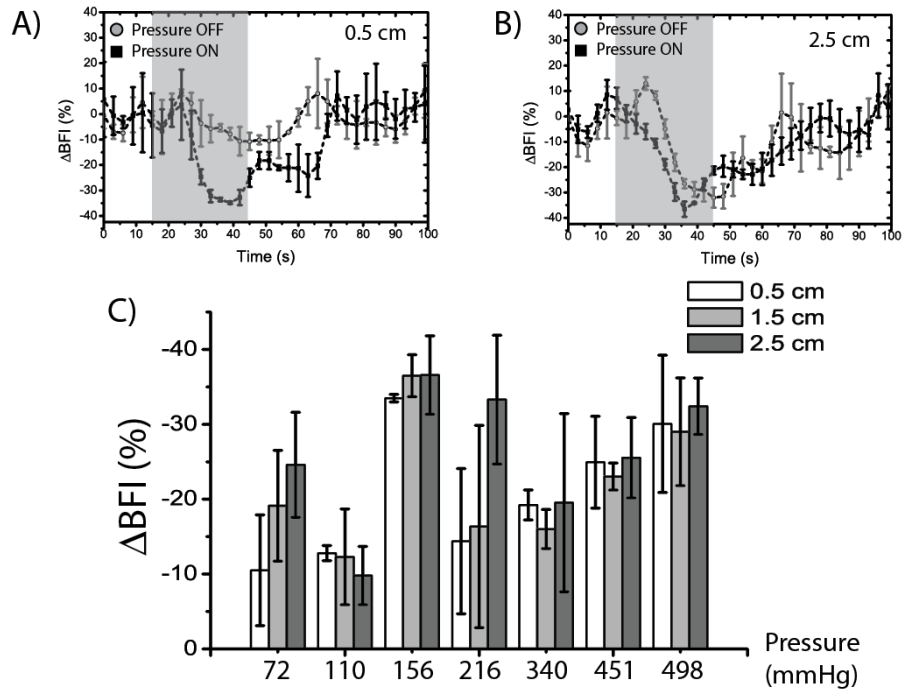 A)
Pressure OFF
Pressure ON
0.5 cm
ΔBFI (%)
40
30
20
10
0
-10
-20
-30
-40
0 10 20 30 40 50 60 70 80 90 100
Time (s)
B)
Pressure OFF
Pressure ON
2.5 cm
ΔBFI (%)
40
30
20
10
0
-10
-20
-30
-40
0 10 20 30 40 50 60 70 80 90 100
Time (s)
C)
0.5 cm
1.5 cm
2.5 cm
ΔBFI (%)
-40
-30
-20
-10
0
72 110 156 216 340 451 498
Pressure
(mmHg)